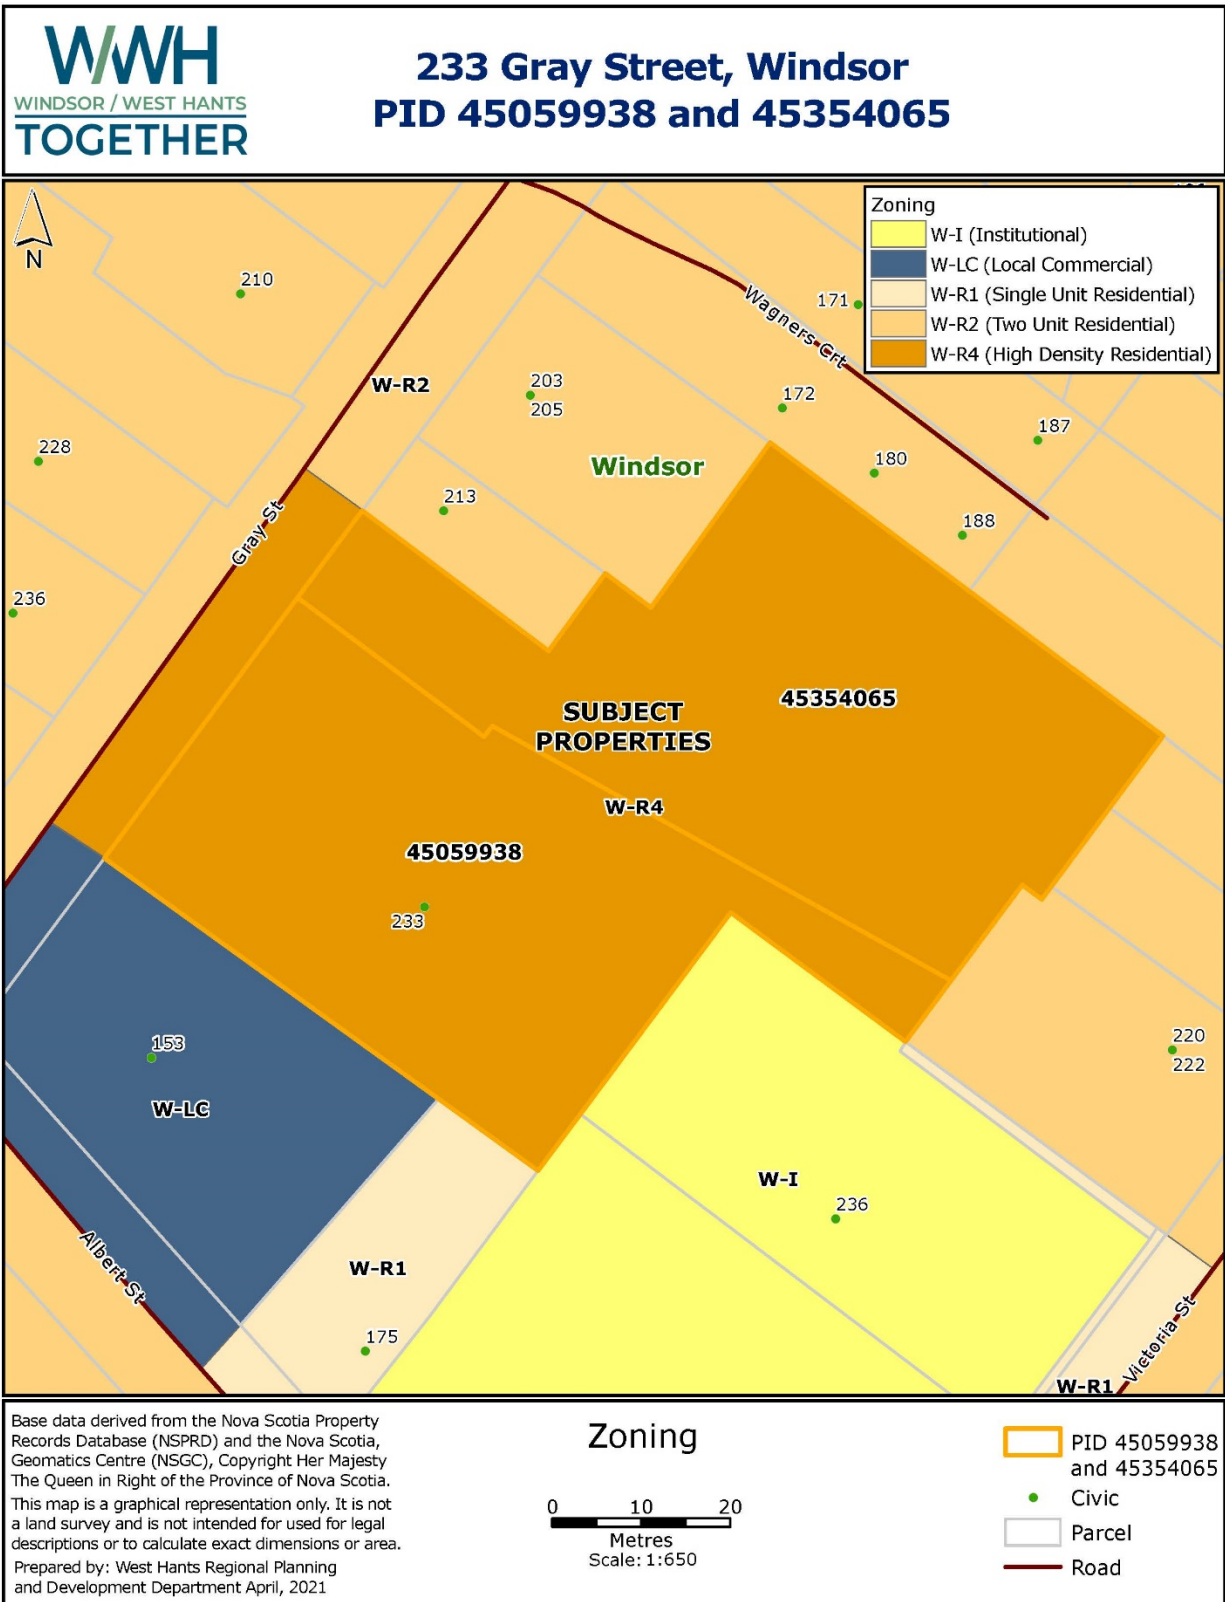 WWH
WINDSOR / WEST HANTS
TOGETHER
233 Gray Street, Windsor
PID 45059938 and 45354065
N
Zoning
W-I (Institutional)
W-LC (Local Commercial)
W-R1 (Single Unit Residential)
W-R2 (Two Unit Residential)
W-R4 (High Density Residential)
210
171
Wagners Crt
W-R2
203
205
172
187
228
Windsor
180
213
188
Gray St
236
45354065
SUBJECT
PROPERTIES
W-R4
45059938
233
153
220
222
W-LC
W-I
236
Albert St
W-R1
175
Victoria St
W-R1
Base data derived from the Nova Scotia Property
Records Database (NSPRD) and the Nova Scotia,
Geomatics Centre (NSGC), Copyright Her Majesty
The Queen in Right of the Province of Nova Scotia.
This map is a graphical representation only. It is not
a land survey and is not intended for used for legal
descriptions or to calculate exact dimensions or area.
Prepared by: West Hants Regional Planning
and Development Department April, 2021
Zoning
0 10 20
Metres
Scale: 1:650
PID 45059938
and 45354065
Civic
Parcel
Road